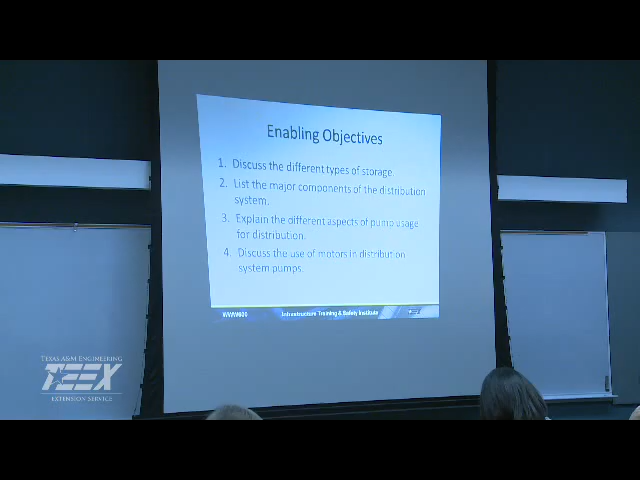 Enabling Objectives
1. Discuss the different types of storage.
2. List the major components of the distribution
system.
3. Explain the different aspects of pump usage
for distribution.
4. Discuss the use of motors in distribution
system pumps.
Infrastructure Training & Safety Institute
TEXAS A&M ENGINEERING
TEEX
EXTENSION SERVICE